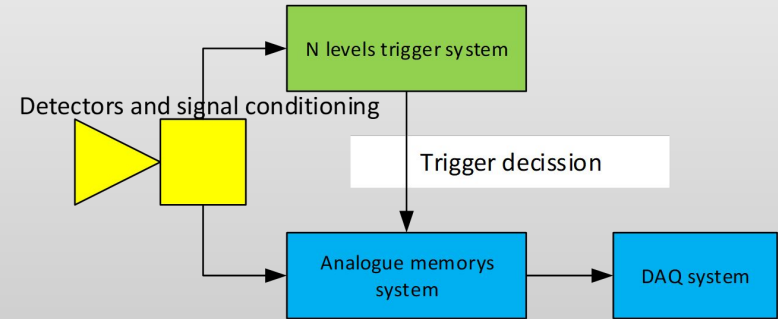 N levels trigger system
Detectors and signal conditioning
Trigger decission
Analogue memorys
system
DAQ system